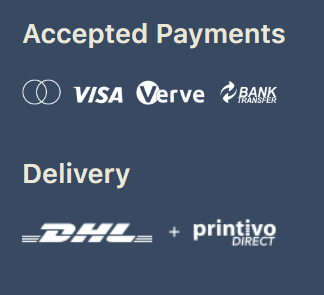 Accepted Payments
VISA Verve BANK TRANSFER
Delivery
DHL + printivo DIRECT